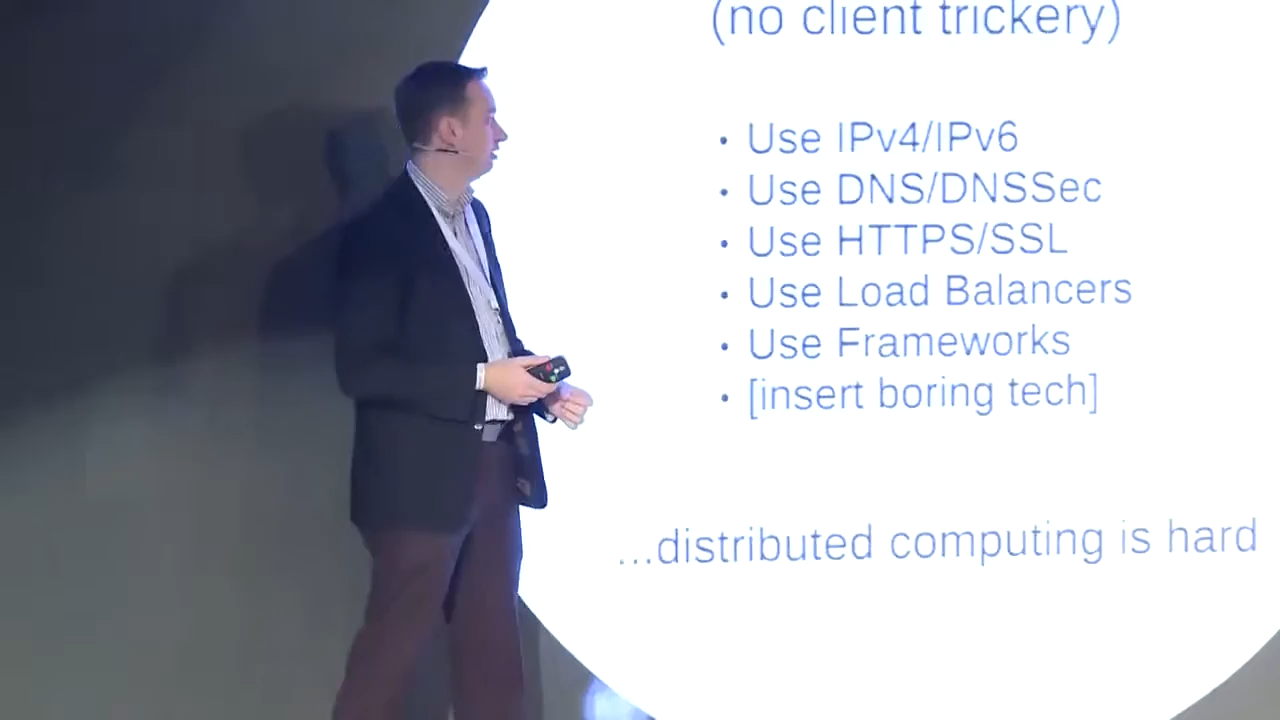 (no client trickery)
· Use IPv4/IPv6
· Use DNS/DNSSec
· Use HTTPS/SSL
· Use Load Balancers
· Use Frameworks
· [insert boring tech]
...distributed computing is hard